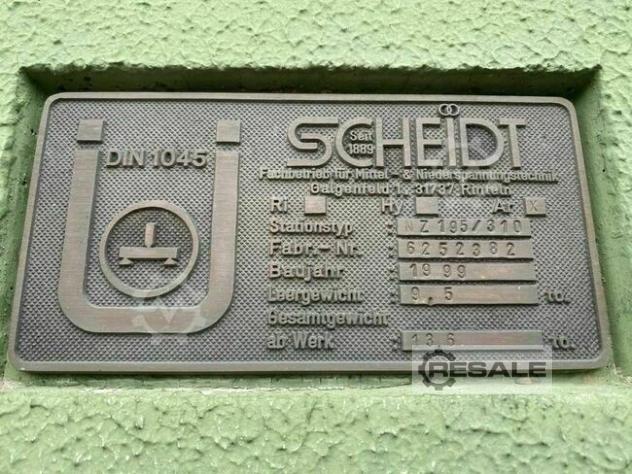 DIN 1045
SCHEIDT
Seit 1889
Fachbetrieb für Mittel- & Niederspannungstechnik
Galgenfeld 1, 31737 Rinteln
Ri Hy Ar X
Stationstyp : NZ 195/310
Fabr.-Nr. : 6252382
Baujahr : 1999
Leergewicht : 9,5 to.
Gesamtgewicht
ab Werk : 13,6 to.
RESALE